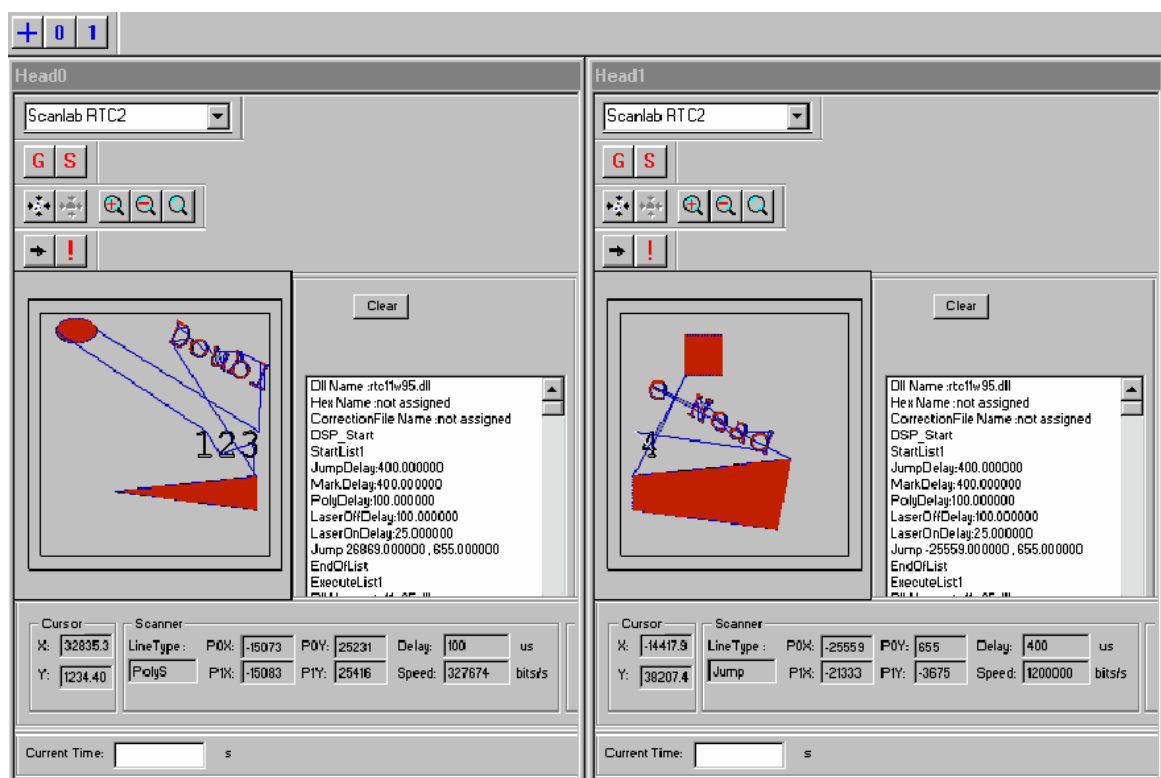 0 1
Head0
Scanlab RTC2
G S
!
Clear
123
Dll Name :rtc11w95.dll
Hex Name :not assigned
CorrectionFile Name :not assigned
DSP_Start
StartList1
JumpDelay:400.000000
MarkDelay:400.000000
PolyDelay:100.000000
LaserOffDelay:100.000000
LaserOnDelay:25.000000
Jump 26869.000000 , 655.000000
EndOfList
ExecuteList1
Cursor
X: 32835.3
Y: 1234.40
Scanner
LineType : P0X: -15073 P0Y: 25231 Delay: 100 us
PolyS P1X: -15083 P1Y: 25416 Speed: 327674 bits/s
Current Time: s
Head1
Scanlab RTC2
G S
!
Clear
4
Dll Name :rtc11w95.dll
Hex Name :not assigned
CorrectionFile Name :not assigned
DSP_Start
StartList1
JumpDelay:400.000000
MarkDelay:400.000000
PolyDelay:100.000000
LaserOffDelay:100.000000
LaserOnDelay:25.000000
Jump -25559.000000 , 655.000000
EndOfList
ExecuteList1
Cursor
X: -14417.9
Y: 38207.4
Scanner
LineType : P0X: -25559 P0Y: 655 Delay: 400 us
Jump P1X: -21333 P1Y: -3675 Speed: 1200000 bits/s
Current Time: s